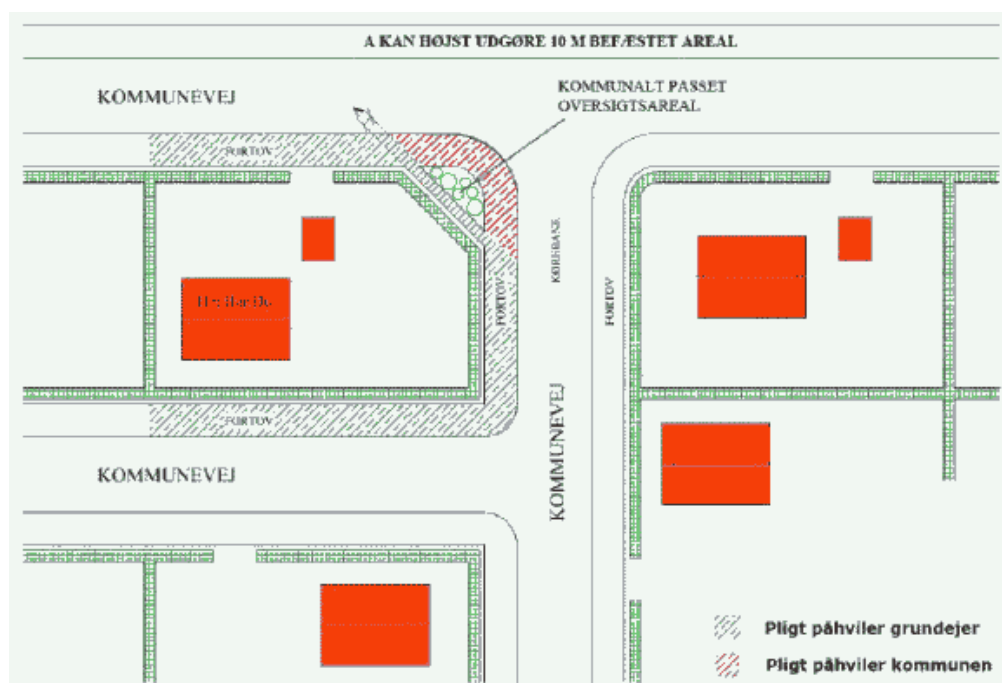 A KAN HØJST UDGØRE 10 M BEFÆSTET AREAL
KOMMUNALT PASSET
OVERSIGTSAREAL
KOMMUNEVEJ
FORTOV
KØREBANE
FORTOV
FORTOV
KOMMUNEVEJ
FORTOV
KOMMUNEVEJ
Pligt påhviler grundejer
Pligt påhviler kommunen